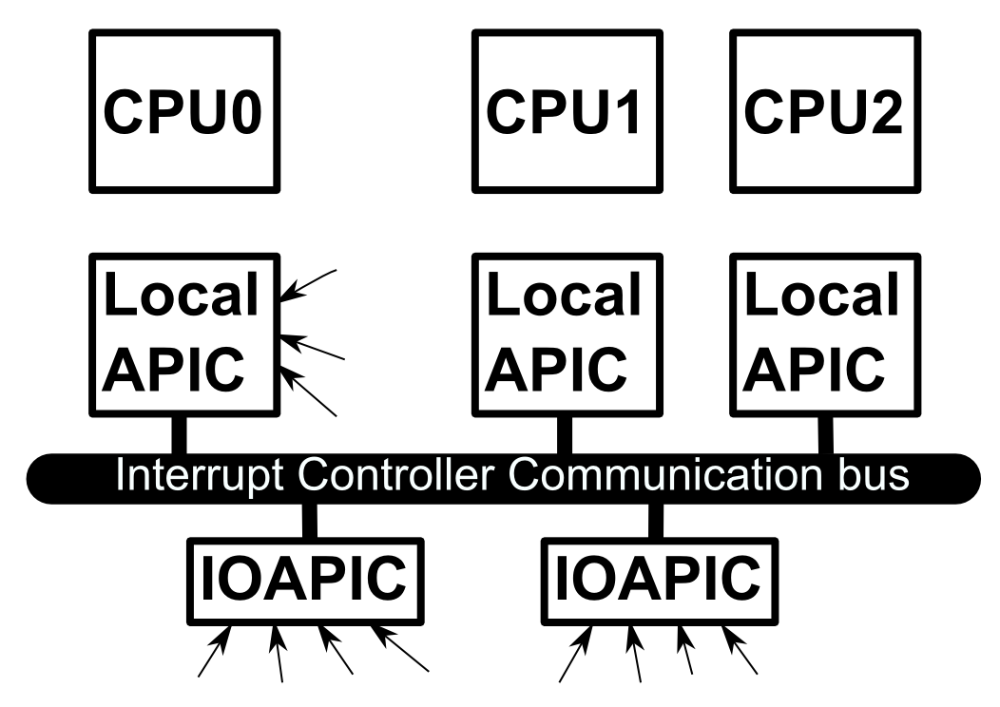 CPU0
CPU1
CPU2
Local
APIC
Local
APIC
Local
APIC
Interrupt Controller Communication bus
IOAPIC
IOAPIC